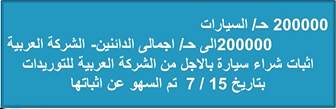 200000 حـ/ السيارات
200000الى حـ/ اجمالى الدائنين- الشركة العربية
اثبات شراء سيارة بالاجل من الشركة العربية للتوريدات
بتاريخ 15 / 7 تم السهو عن اثباتها